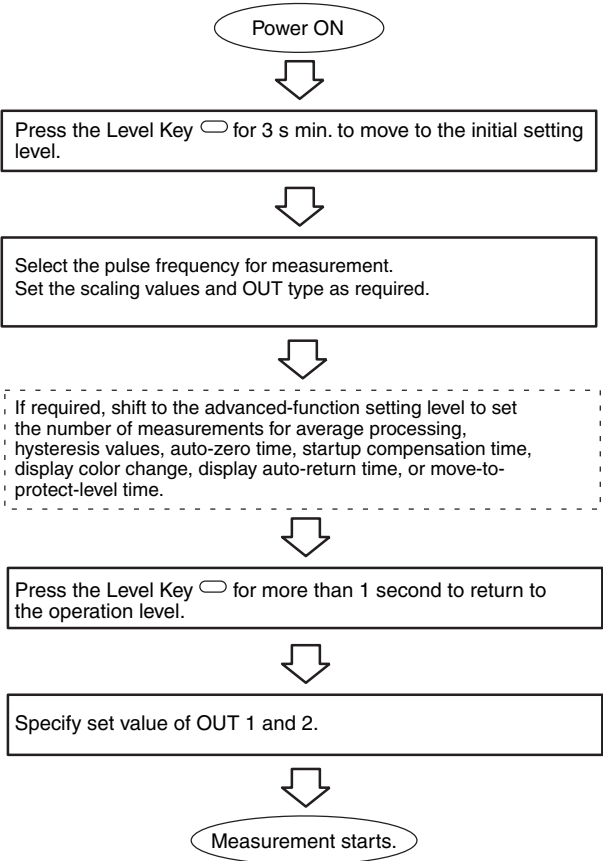 Power ON
Press the Level Key for 3 s min. to move to the initial setting
level.
Select the pulse frequency for measurement.
Set the scaling values and OUT type as required.
If required, shift to the advanced-function setting level to set
the number of measurements for average processing,
hysteresis values, auto-zero time, startup compensation time,
display color change, display auto-return time, or move-to-
protect-level time.
Press the Level Key for more than 1 second to return to
the operation level.
Specify set value of OUT 1 and 2.
Measurement starts.